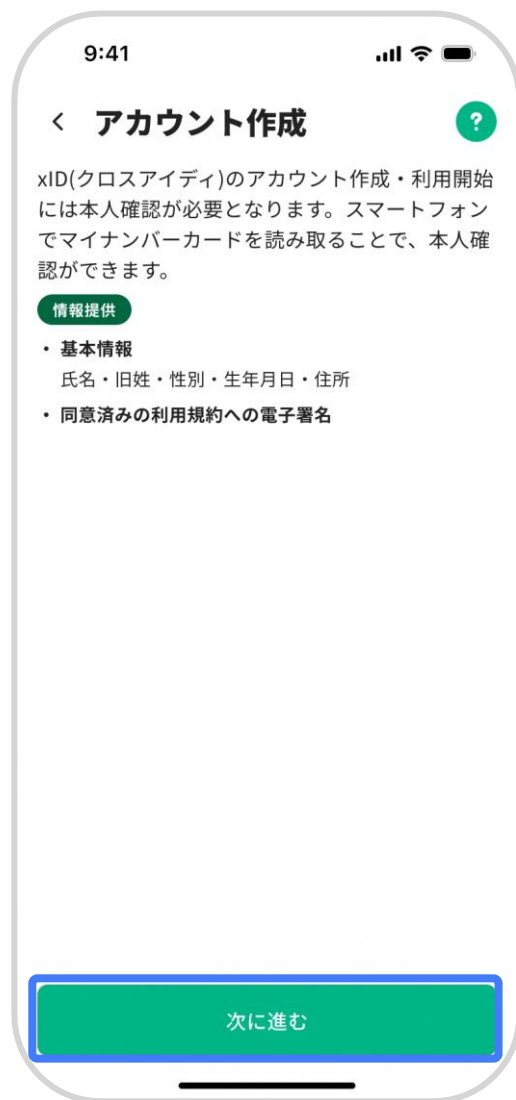 9:41
アカウント作成
?
xID(クロスアイディ)のアカウント作成・利用開始
には本人確認が必要となります。スマートフォン
でマイナンバーカードを読み取ることで、本人確
認ができます。
情報提供
・基本情報
氏名・旧姓・性別・生年月日・住所
・同意済みの利用規約への電子署名
次に進む